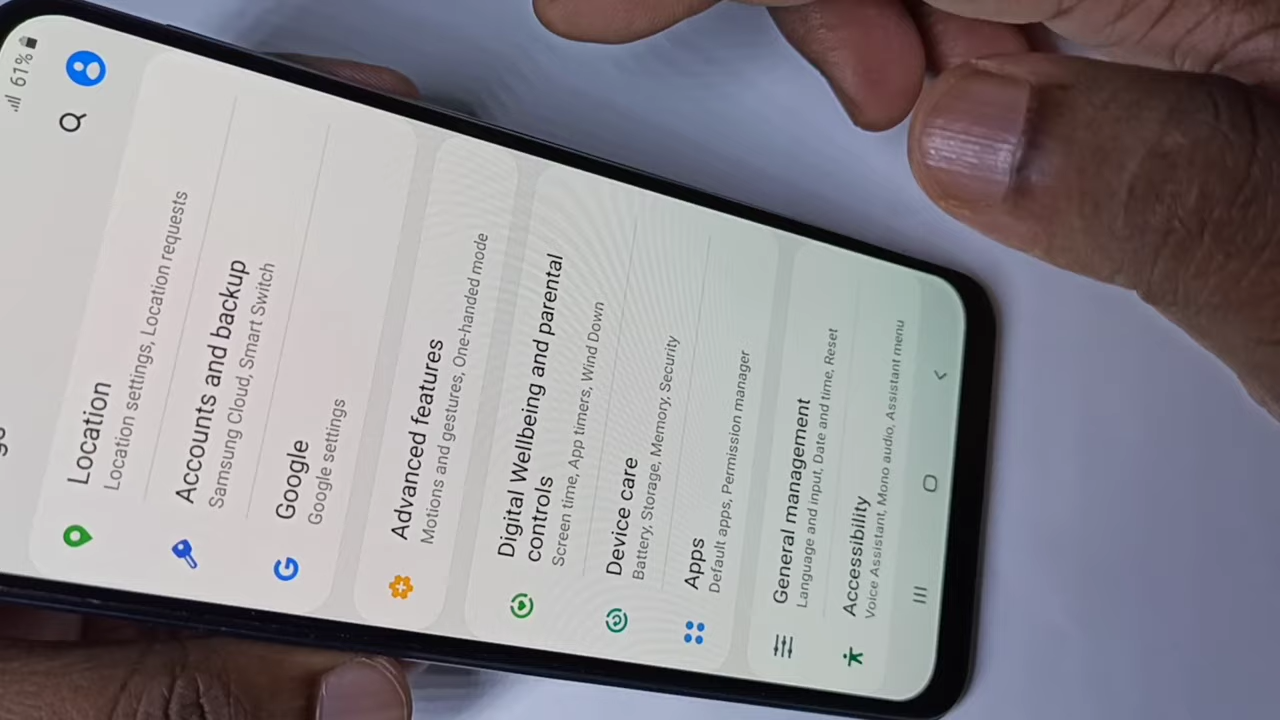 61%
Location
Location settings, Location requests
Accounts and backup
Samsung Cloud, Smart Switch
Google
Google settings
Advanced features
Motions and gestures, One-handed mode
Digital Wellbeing and parental
controls
Screen time, App timers, Wind Down
Device care
Battery, Storage, Memory, Security
Apps
Default apps, Permission manager
General management
Language and input, Date and time, Reset
Accessibility
Voice Assistant, Mono audio, Assistant menu